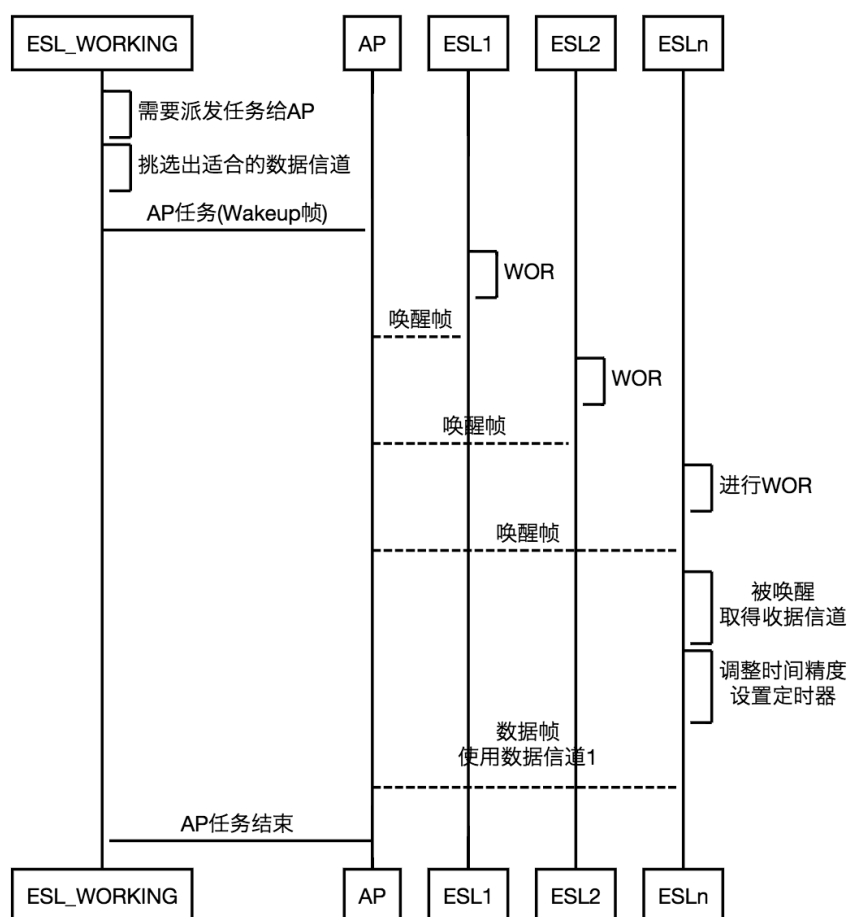 ESL_WORKING
AP
ESL1
ESL2
ESLn
需要派发任务给AP
挑选出适合的数据信道
AP任务(Wakeup帧)
WOR
唤醒帧
WOR
唤醒帧
进行WOR
唤醒帧
被唤醒
取得收据信道
调整时间精度
设置定时器
数据帧
使用数据信道1
AP任务结束
ESL_WORKING
AP
ESL1
ESL2
ESLn